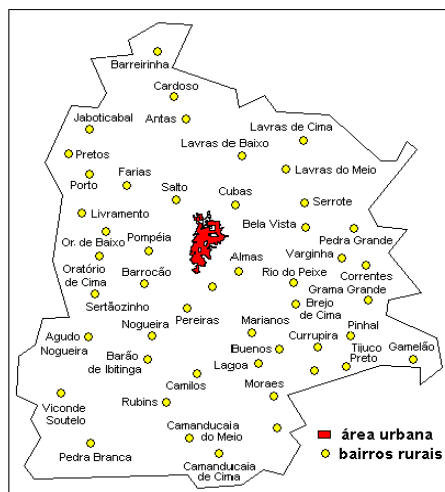 Barreirinha
Cardoso
Jaboticabal
Antas
Lavras de Cima
Lavras de Baixo
Pretos
Lavras do Meio
Porto
Farias
Salto
Cubas
Serrote
Livramento
Bela Vista
Or. de Baixo
Pompéia
Pedra Grande
Varginha
Almas
Oratório
de Cima
Barrocão
Rio do Peixe
Correntes
Grama Grande
Sertãozinho
Brejo
de Cima
Pereiras
Nogueira
Marianos
Pinhal
Agudo
Nogueira
Currupira
Buenos
Tijuco
Preto
Gamelão
Barão
de Ibitinga
Lagoa
Camilos
Moraes
Viconde
Soutelo
Rubins
Camanducaia
do Meio
Pedra Branca
Camanducaia
de Cima
área urbana
bairros rurais